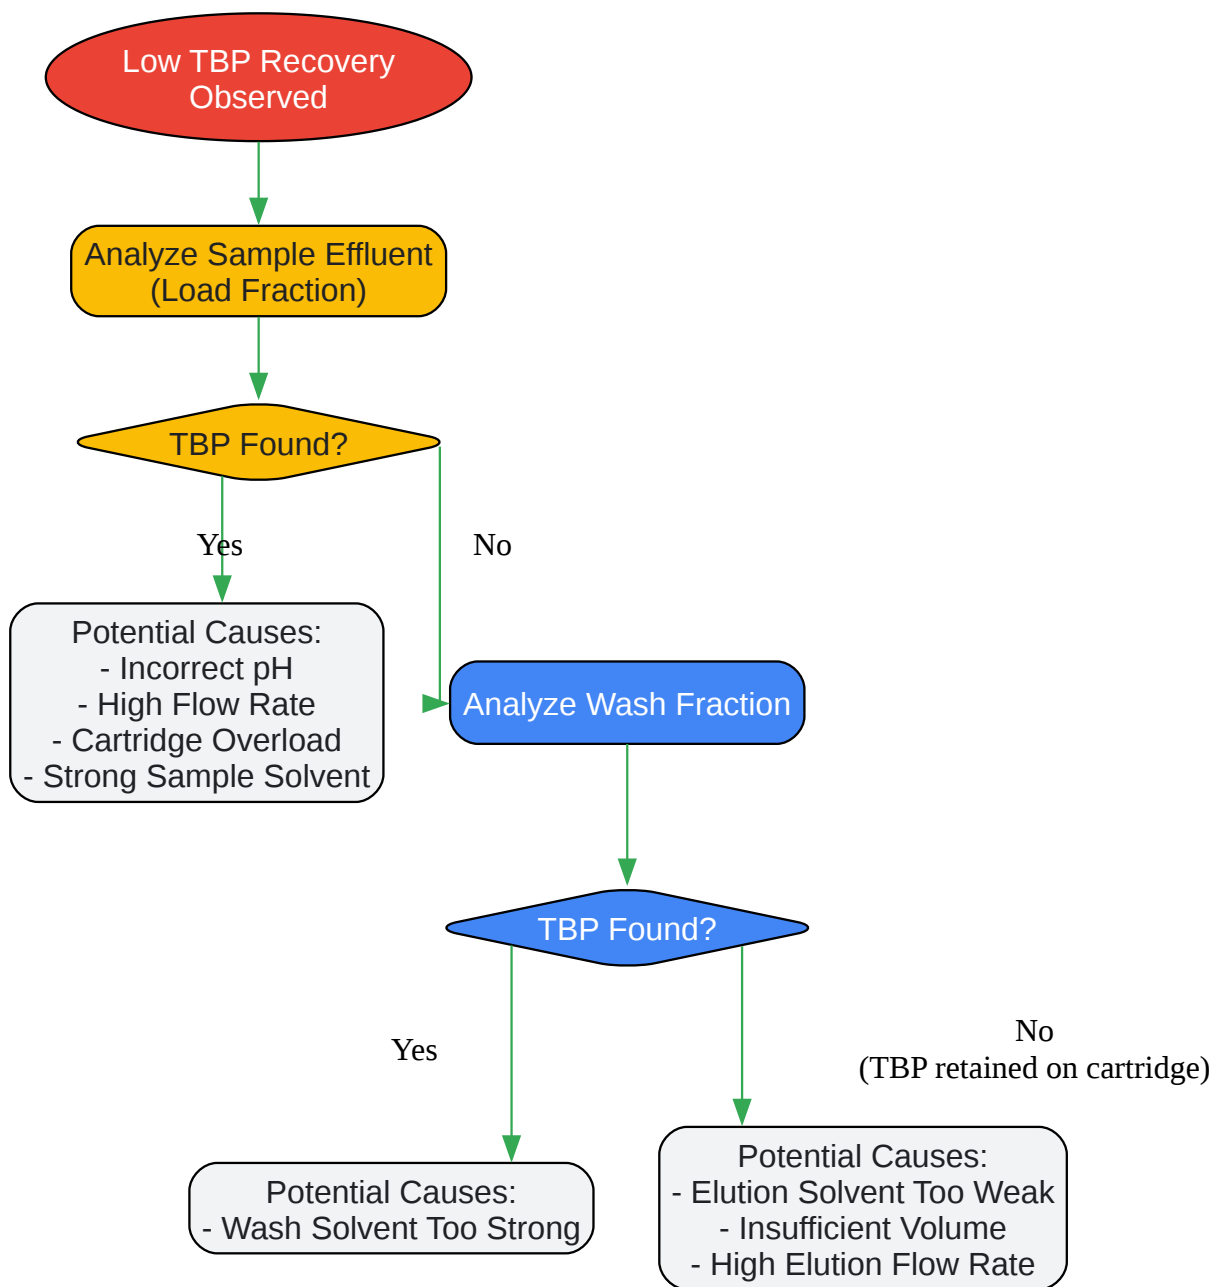 Low TBP Recovery
Observed
Analyze Sample Effluent
(Load Fraction)
TBP Found?
Yes
No
Potential Causes:
- Incorrect pH
- High Flow Rate
- Cartridge Overload
- Strong Sample Solvent
Analyze Wash Fraction
TBP Found?
Yes
No
(TBP retained on cartridge)
Potential Causes:
- Wash Solvent Too Strong
Potential Causes:
- Elution Solvent Too Weak
- Insufficient Volume
- High Elution Flow Rate